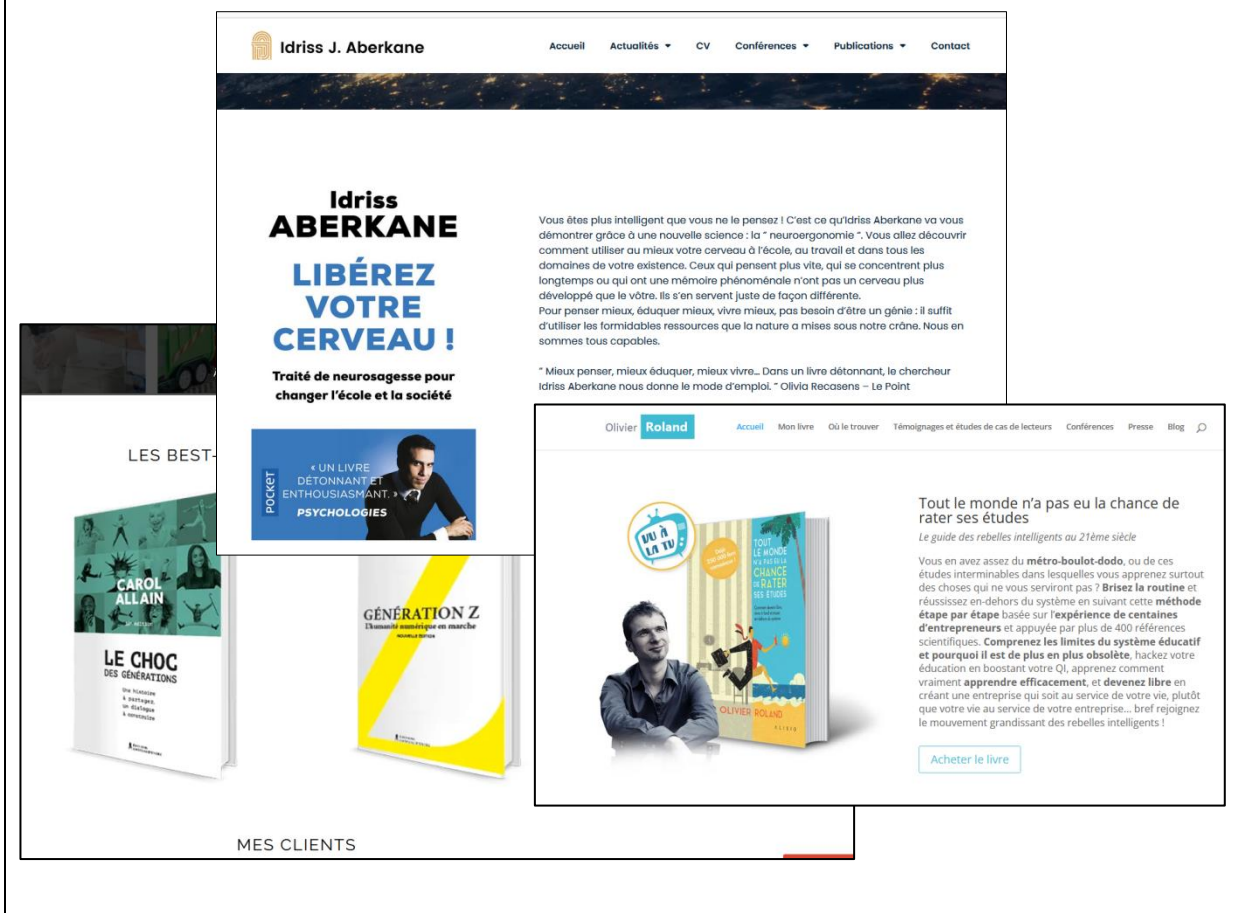 Idriss J. Aberkane
Accueil Actualités CV Conférences Publications Contact
Idriss
ABERKANE
LIBÉREZ
VOTRE
CERVEAU !
Traité de neurosagesse pour
changer l'école et la société
POCKET
« UN LIVRE
DÉTONNANT ET
ENTHOUSIASMANT. »
PSYCHOLOGIES
Vous êtes plus intelligent que vous ne le pensez ! C'est ce qu'Idriss Aberkane va vous
démontrer grâce à une nouvelle science : la " neuroergonomie ". Vous allez découvrir
comment utiliser au mieux votre cerveau à l'école, au travail et dans tous les
domaines de votre existence. Ceux qui pensent plus vite, qui se concentrent plus
longtemps ou qui ont une mémoire phénoménale n'ont pas un cerveau plus
développé que le vôtre. Ils s'en servent juste de façon différente.
Pour penser mieux, éduquer mieux, vivre mieux, pas besoin d'être un génie : il suffit
d'utiliser les formidables ressources que la nature a mises sous notre crâne. Nous en
sommes tous capables.
" Mieux penser, mieux éduquer, mieux vivre… Dans un livre détonnant, le chercheur
Idriss Aberkane nous donne le mode d'emploi. " Olivia Recasens – Le Point
LES BEST-
CAROL
ALLAIN
LE CHOC
DES GÉNÉRATIONS
Une histoire
à partager,
un dialogue
à construire
GÉNÉRATION Z
L'humanité numérique en marche
NOUVELLE ÉDITION
MES CLIENTS
Olivier Roland
Accueil Mon livre Où le trouver Témoignages et études de cas de lecteurs Conférences Presse Blog
VU À
LA TV
TOUT
LE MONDE
N'A PAS EU LA
CHANCE
DE RATER
SES ÉTUDES
OLIVIER ROLAND
ALISIO
Tout le monde n'a pas eu la chance de
rater ses études
Le guide des rebelles intelligents au 21ème siècle
Vous en avez assez du métro-boulot-dodo, ou de ces
études interminables dans lesquelles vous apprenez surtout
des choses qui ne vous serviront pas ? Brisez la routine et
réussissez en-dehors du système en suivant cette méthode
étape par étape basée sur l'expérience de centaines
d'entrepreneurs et appuyée par plus de 400 références
scientifiques. Comprenez les limites du système éducatif
et pourquoi il est de plus en plus obsolète, hackez votre
éducation en boostant votre QI, apprenez comment
vraiment apprendre efficacement, et devenez libre en
créant une entreprise qui soit au service de votre vie, plutôt
que votre vie au service de votre entreprise… bref rejoignez
le mouvement grandissant des rebelles intelligents !
Acheter le livre